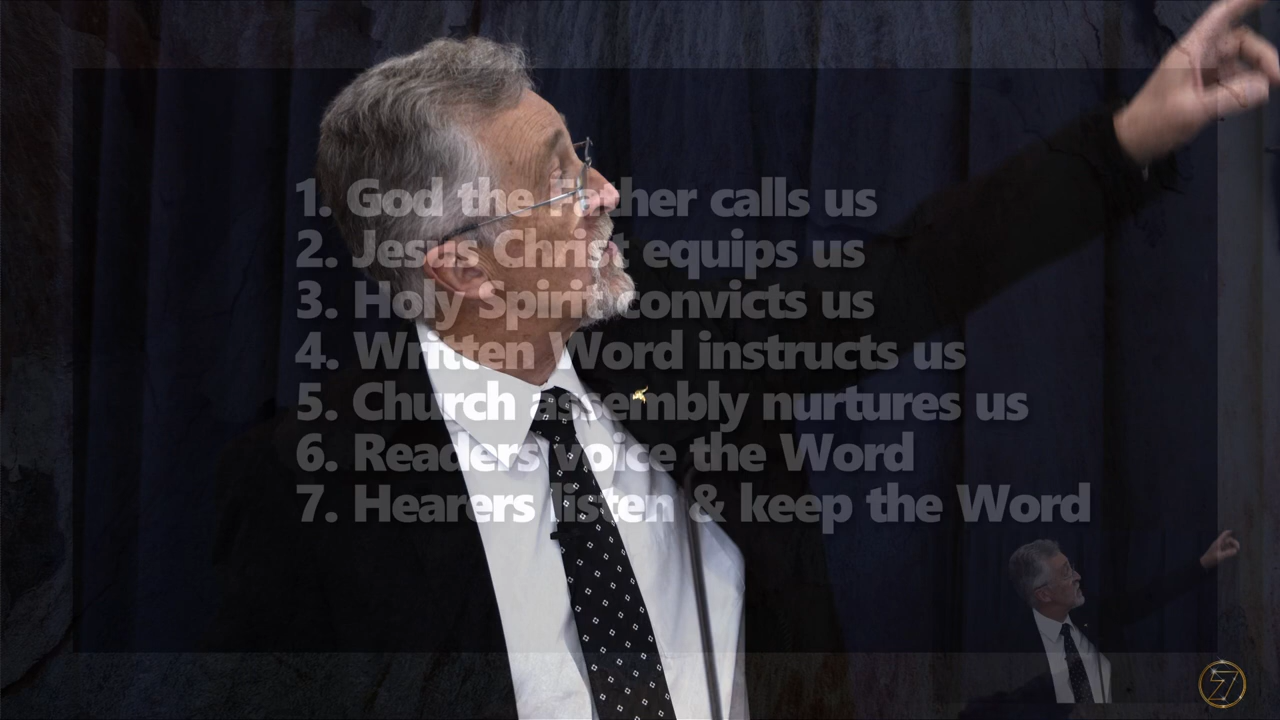 1. God the Father calls us
2. Jesus Christ equips us
3. Holy Spirit convicts us
4. Written Word instructs us
5. Church assembly nurtures us
6. Readers voice the Word
7. Hearers listen & keep the Word